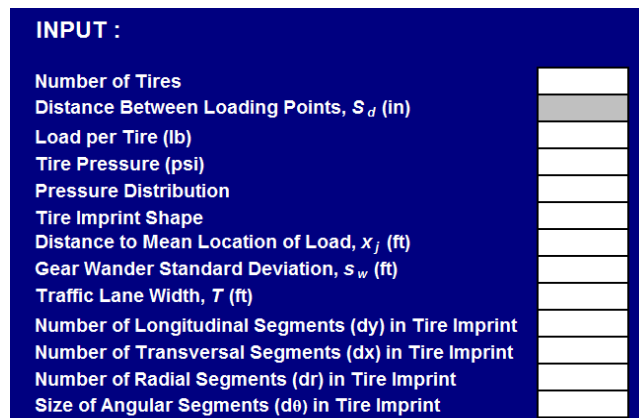 INPUT :
Number of Tires
Distance Between Loading Points, S d (in)
Load per Tire (lb)
Tire Pressure (psi)
Pressure Distribution
Tire Imprint Shape
Distance to Mean Location of Load, x j (ft)
Gear Wander Standard Deviation, s w (ft)
Traffic Lane Width, T (ft)
Number of Longitudinal Segments (dy) in Tire Imprint
Number of Transversal Segments (dx) in Tire Imprint
Number of Radial Segments (dr) in Tire Imprint
Size of Angular Segments (dθ) in Tire Imprint